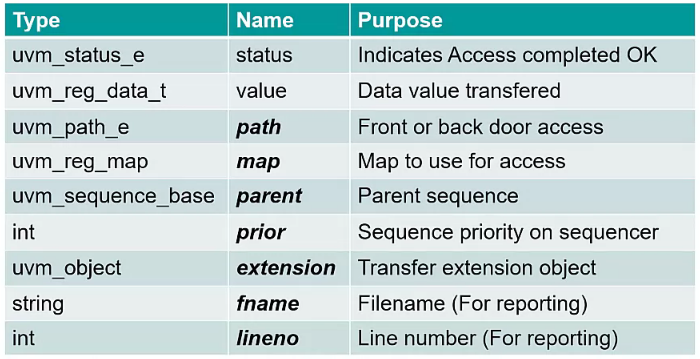 Type Name Purpose
uvm_status_e status Indicates Access completed OK
uvm_reg_data_t value Data value transfered
uvm_path_e path Front or back door access
uvm_reg_map map Map to use for access
uvm_sequence_base parent Parent sequence
int prior Sequence priority on sequencer
uvm_object extension Transfer extension object
string fname Filename (For reporting)
int lineno Line number (For reporting)